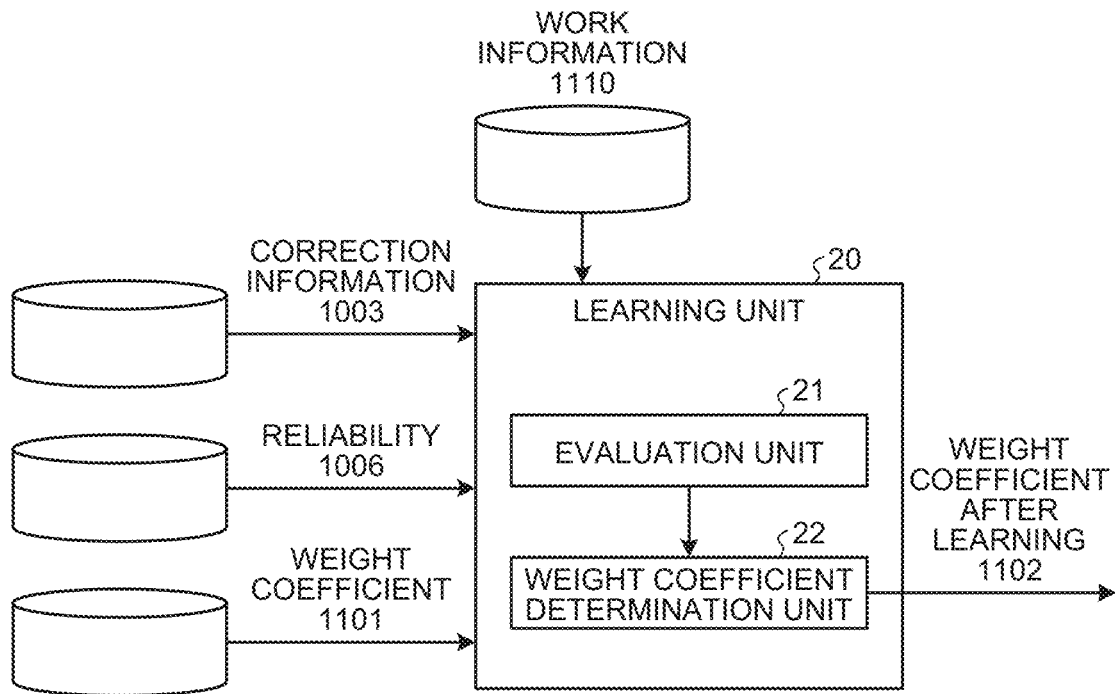 WORK
INFORMATION
1110
CORRECTION
INFORMATION
1003
20
LEARNING UNIT
21
EVALUATION UNIT
RELIABILITY
1006
22
WEIGHT COEFFICIENT
DETERMINATION UNIT
WEIGHT
COEFFICIENT
1101
WEIGHT
COEFFICIENT
AFTER
LEARNING
1102